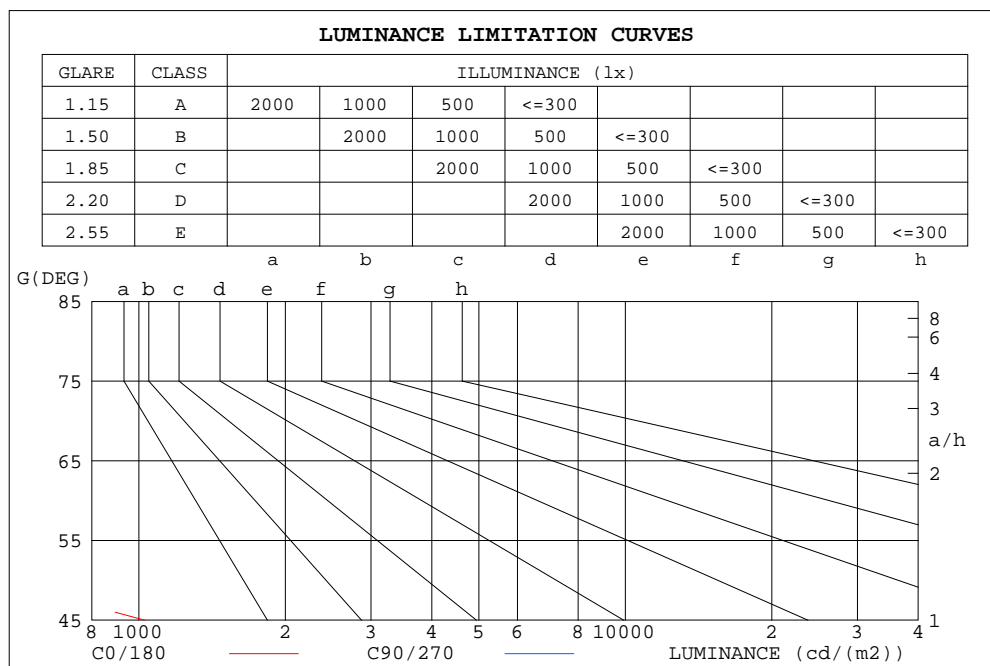 LUMINANCE LIMITATION CURVES
GLARE CLASS ILLUMINANCE (lx)
1.15 A 2000 1000 500 <=300
1.50 B 2000 1000 500 <=300
1.85 C 2000 1000 500 <=300
2.20 D 2000 1000 500 <=300
2.55 E 2000 1000 500 <=300
a b c d e f g h
G(DEG)
a b c d e f g h
85
8
6
75 4
3
a/h
65
2
55
45 1
8 1000 2 3 4 5 6 8 10000 2 3 4
C0/180 C90/270 LUMINANCE (cd/(m2))